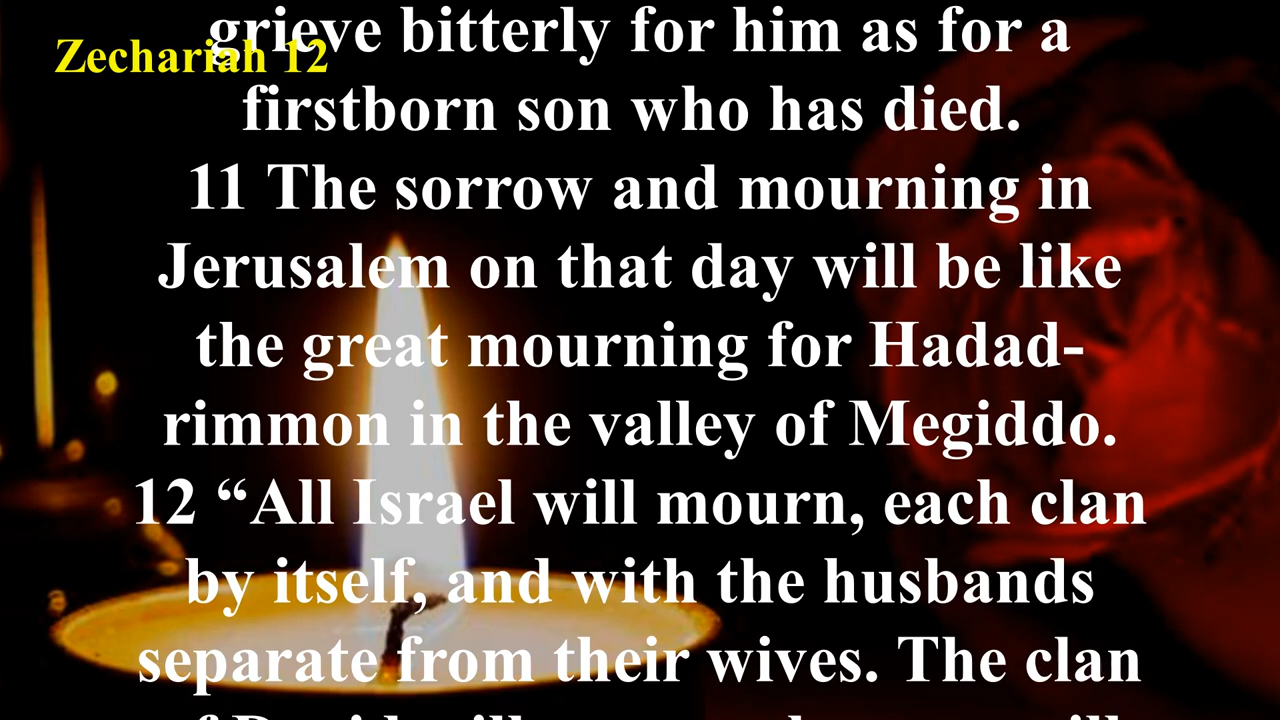 Zechariah 12
grieve bitterly for him as for a
firstborn son who has died.
11 The sorrow and mourning in
Jerusalem on that day will be like
the great mourning for Hadad-
rimmon in the valley of Megiddo.
12 “All Israel will mourn, each clan
by itself, and with the husbands
separate from their wives. The clan